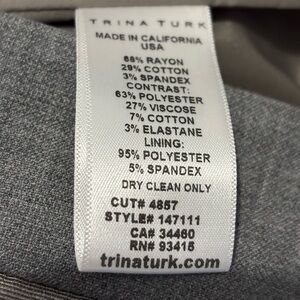 TRINA TURK
MADE IN CALIFORNIA
USA
68% RAYON
29% COTTON
3% SPANDEX
CONTRAST:
63% POLYESTER
27% VISCOSE
7% COTTON
3% ELASTANE
LINING:
95% POLYESTER
5% SPANDEX
DRY CLEAN ONLY
CUT# 4857
STYLE# 147111
CA# 34460
RN# 93415
trinaturk.com